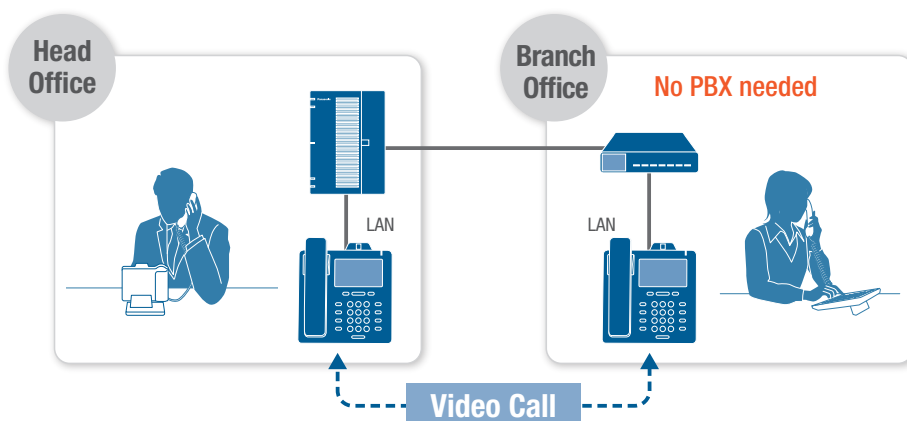 Head
Office
Branch
Office
No PBX needed
LAN
LAN
Video Call